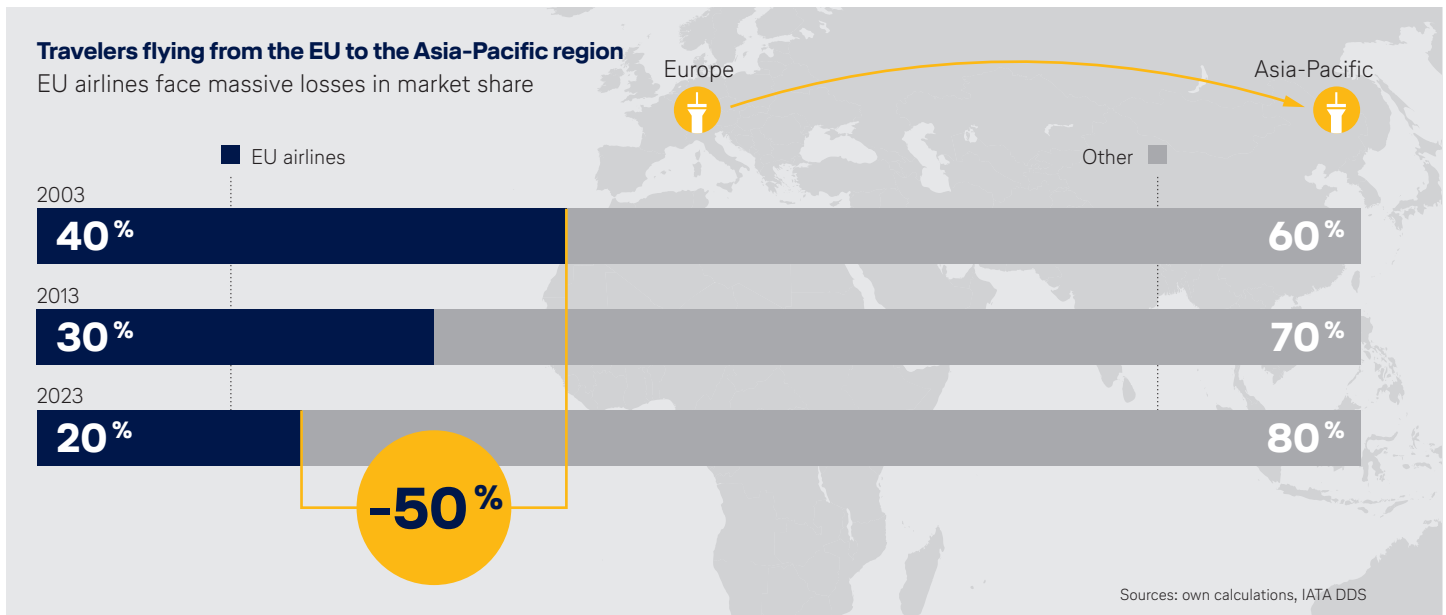 Travelers flying from the EU to the Asia-Pacific region
EU airlines face massive losses in market share
Europe
Asia-Pacific
EU airlines
Other
2003
40 %
60 %
2013
30 %
70 %
2023
20 %
80 %
-50 %
Sources: own calculations, IATA DDS